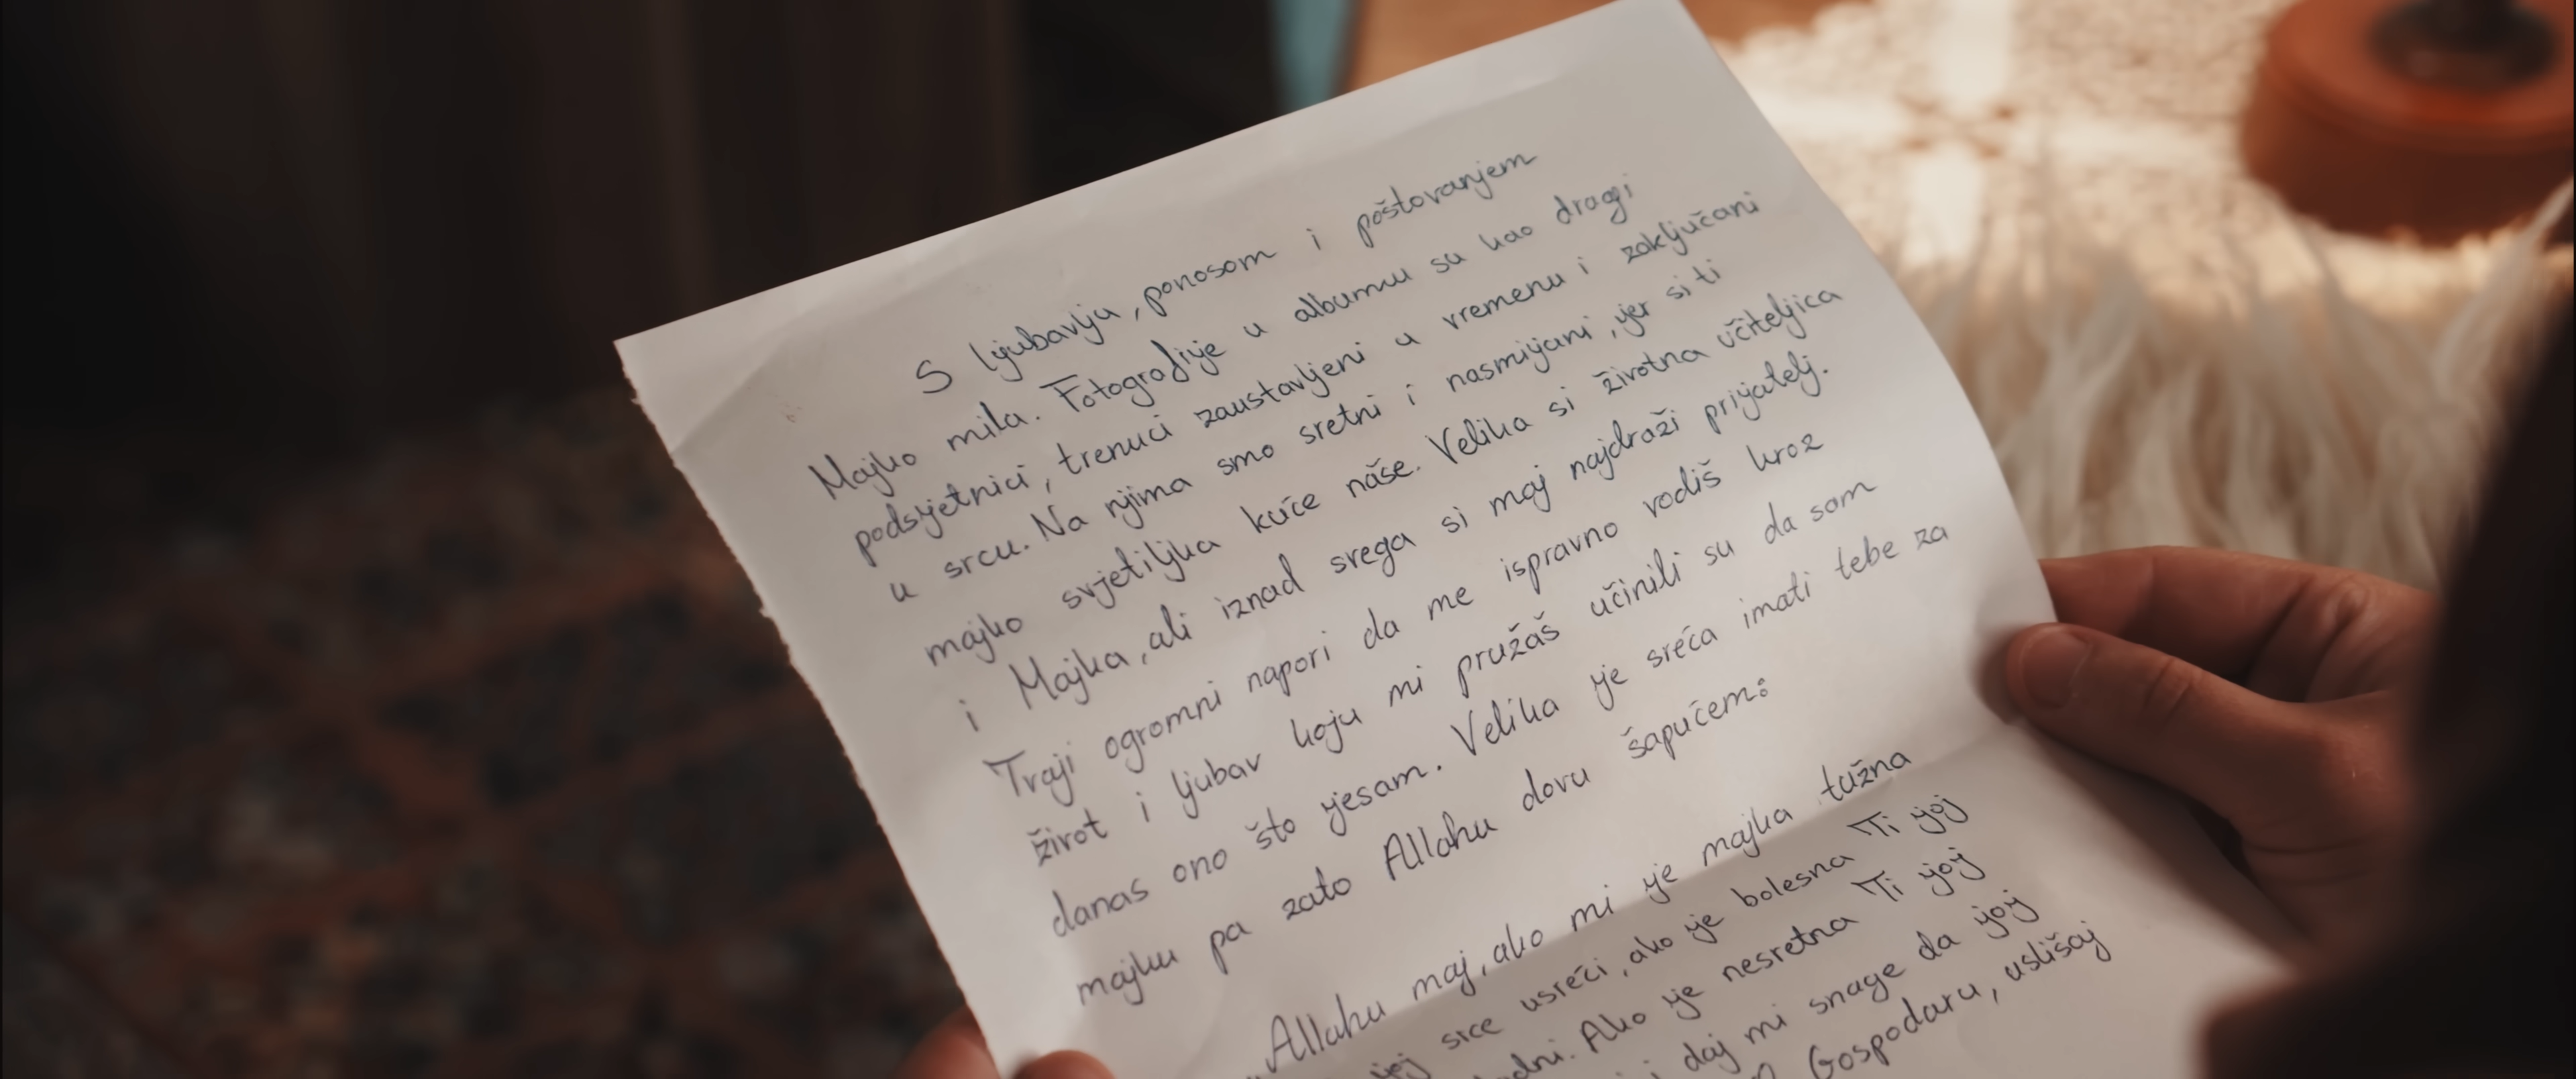 S ljubavlju, ponosom i poštovanjem
Majko mila. Fotografije u albumu su kao dragi
podsjetnici, trenuci zaustavljeni u vremenu i zaključani
u srcu. Na njima smo sretni i nasmijani, jer si ti
majko svjetiljka kuće naše. Velika si životna učiteljica
i Majka, ali iznad svega si moj najdraži prijatelj.
Traji ogromni napori da me ispravno vodiš kroz
život i ljubav koju mi pružaš učinili su da sam
danas ono što jesam. Velika je sreća imati tebe za
majku pa zato Allahu dovu šapućem:
"Allahu moj, ako mi je majka tužna
joj srce usreći, ako je bolesna Ti joj
Ako je nesretna Ti joj
i daj mi snage da joj
Gospodaru, uslišaj